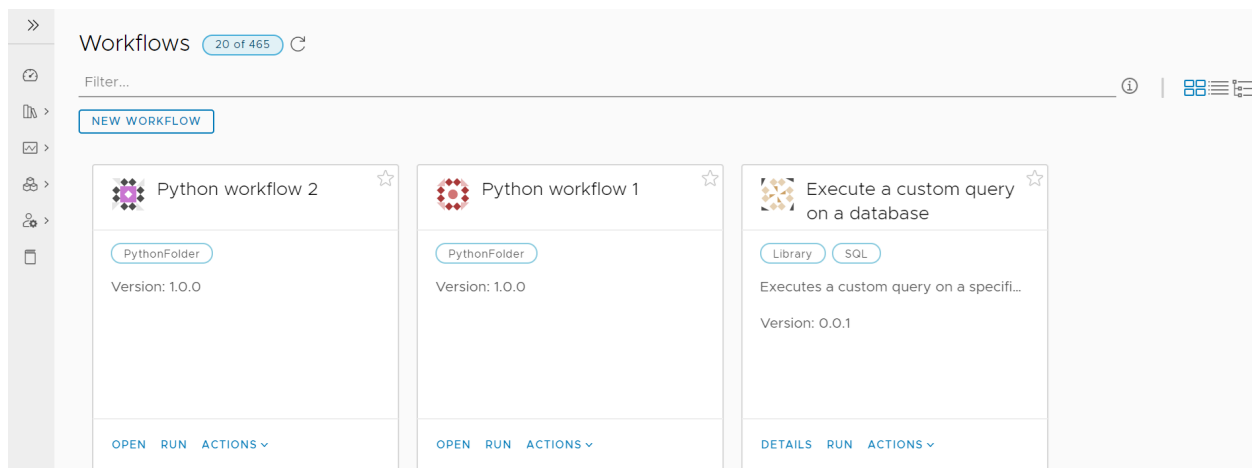 Workflows 20 of 465
Filter...
NEW WORKFLOW
Python workflow 2
PythonFolder
Version: 1.0.0
OPEN RUN ACTIONS
Python workflow 1
PythonFolder
Version: 1.0.0
OPEN RUN ACTIONS
Execute a custom query
on a database
Library SQL
Executes a custom query on a specifi...
Version: 0.0.1
DETAILS RUN ACTIONS